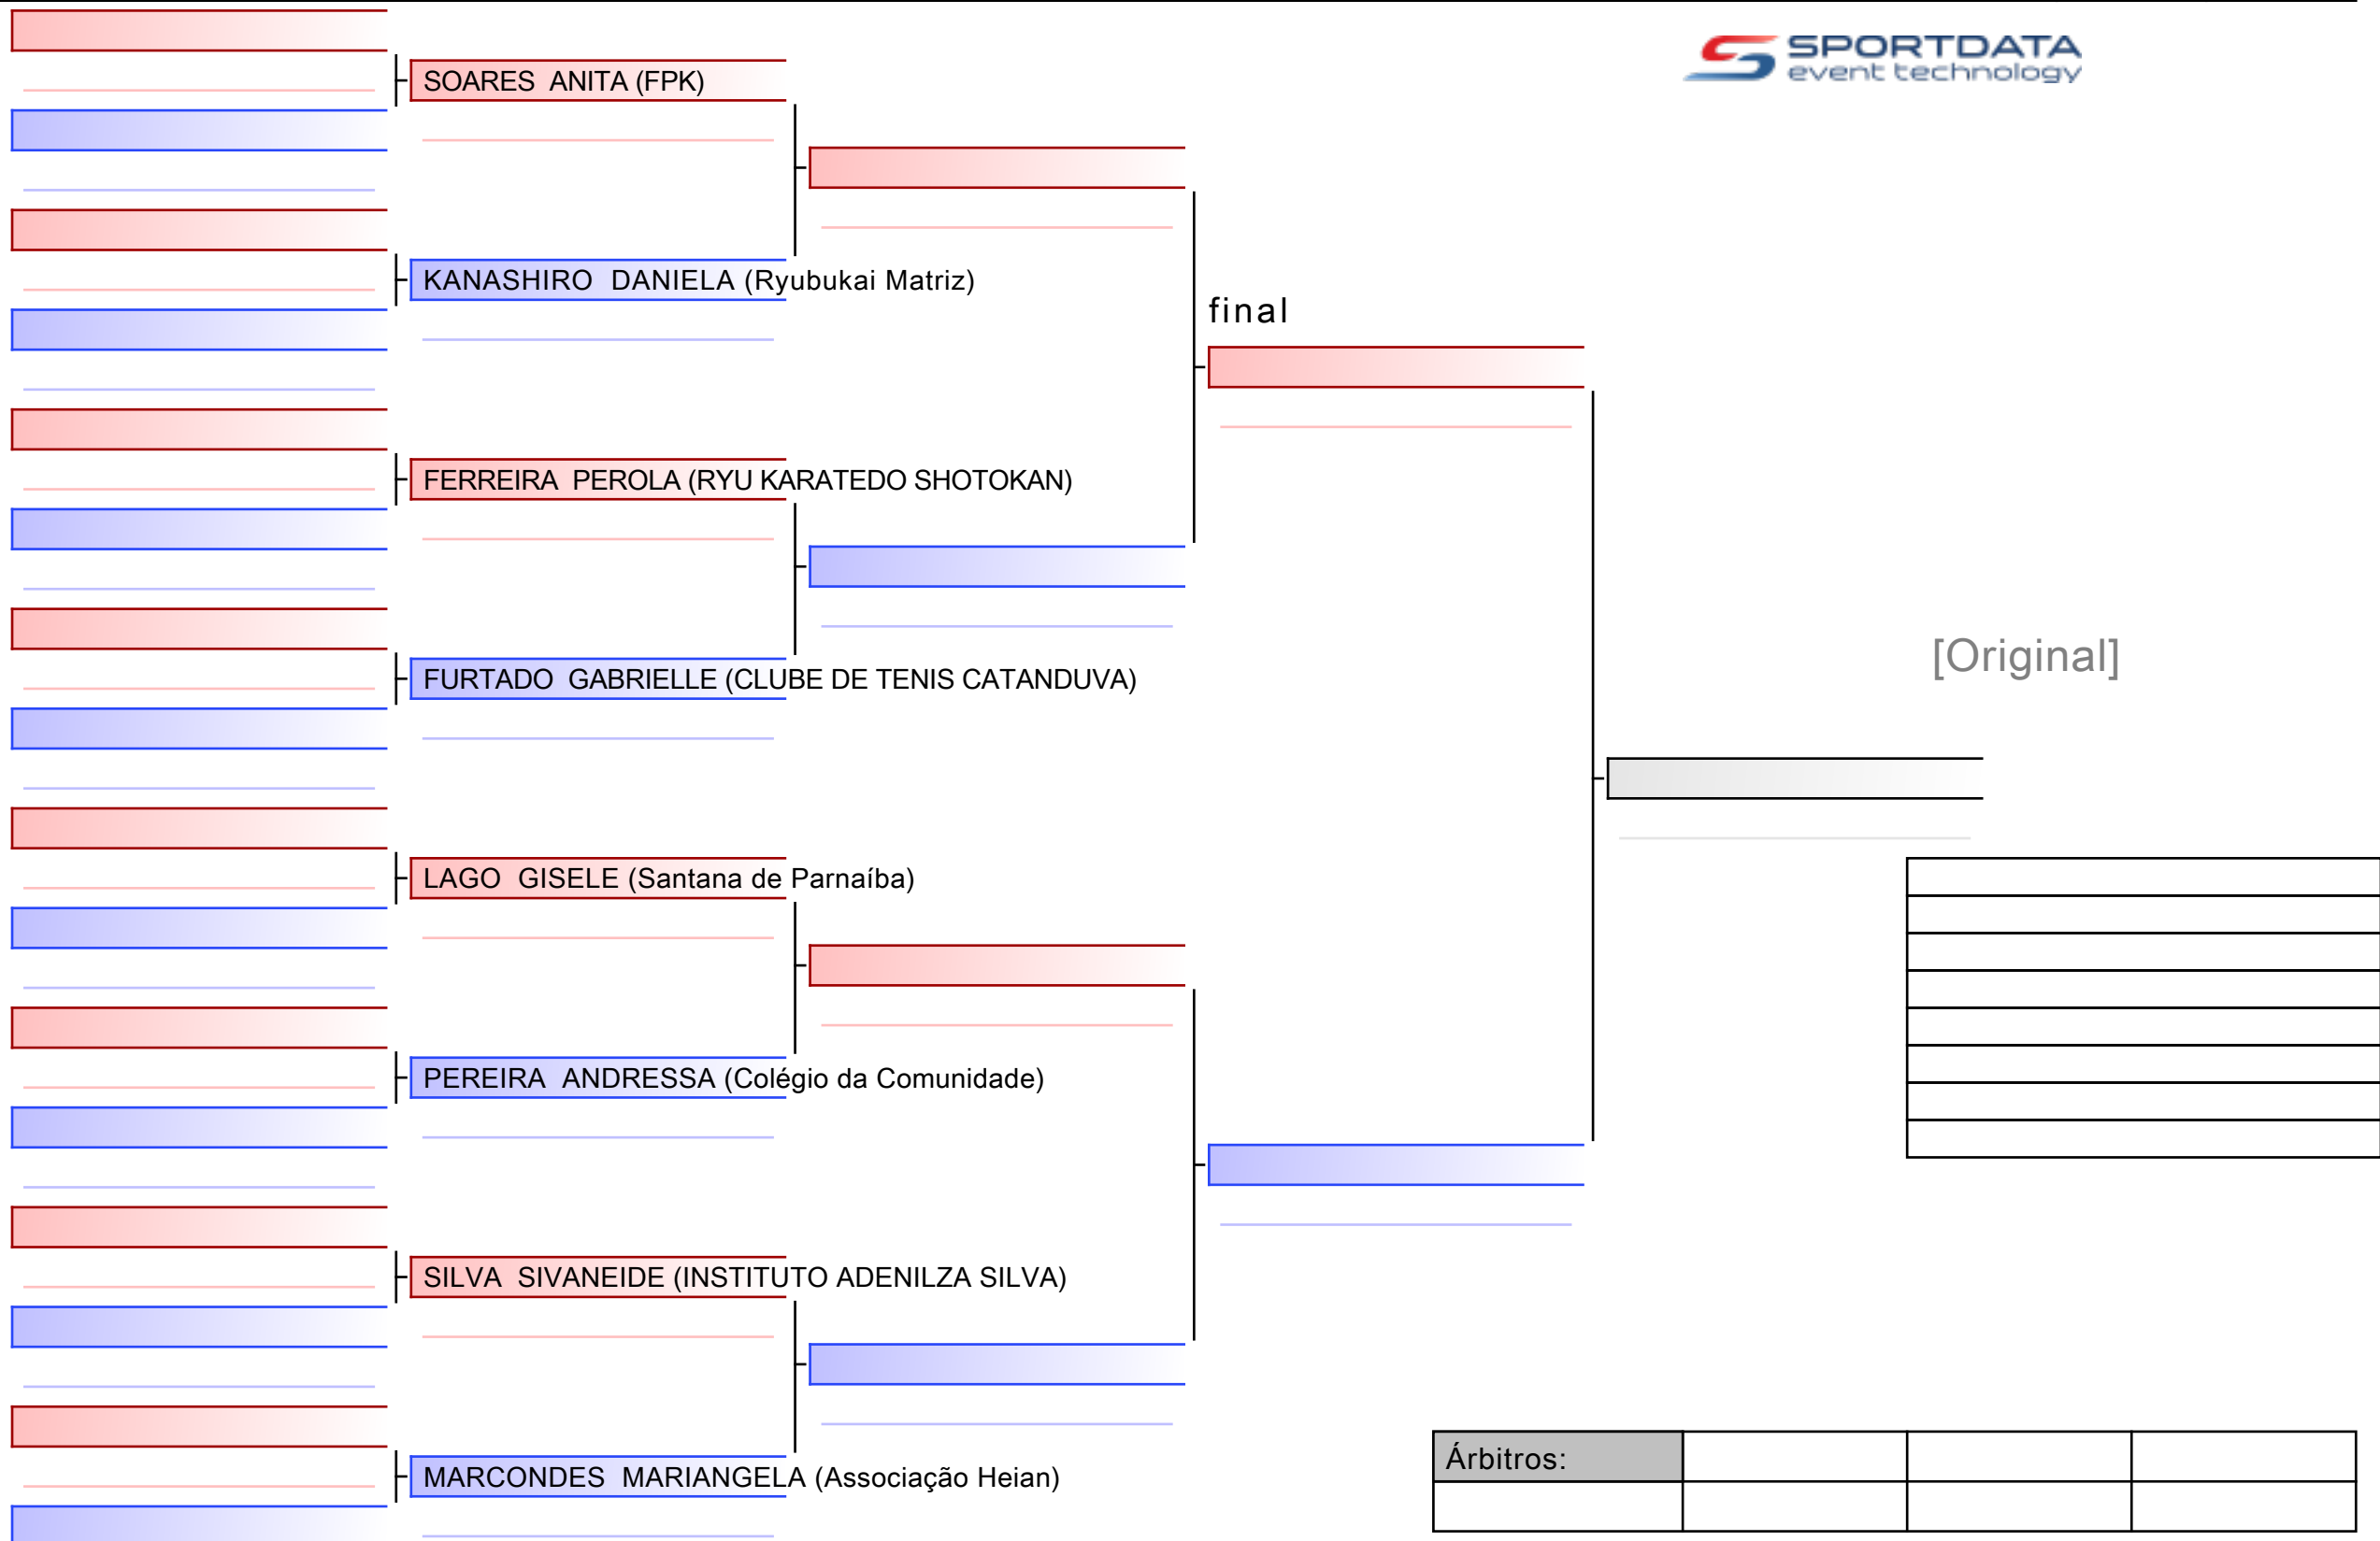 SPORTDATA
event technology
SOARES ANITA (FPK)
KANASHIRO DANIELA (Ryubukai Matriz)
final
FERREIRA PEROLA (RYU KARATEDO SHOTOKAN)
[Original]
FURTADO GABRIELLE (CLUBE DE TENIS CATANDUVA)
LAGO GISELE (Santana de Parnaíba)
PEREIRA ANDRESSA (Colégio da Comunidade)
SILVA SIVANEIDE (INSTITUTO ADENILZA SILVA)
Árbitros:
MARCONDES MARIANGELA (Associação Heian)